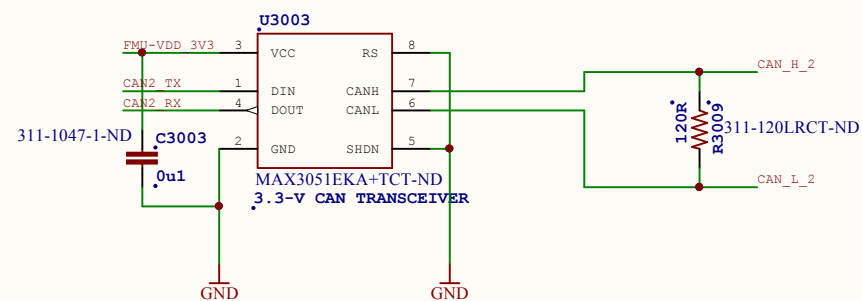 U3003
FMU-VDD_3V3
3 VCC RS 8
CAN2_TX 1 DIN CANH 7
CAN2_RX 4 DOUT CANL 6
2 GND SHDN 5
311-1047-1-ND
C3003
0u1
MAX3051EKA+TCT-ND
3.3-V CAN TRANSCEIVER
GND
GND
CAN_H_2
120R
R3009
311-120LRCT-ND
CAN_L_2